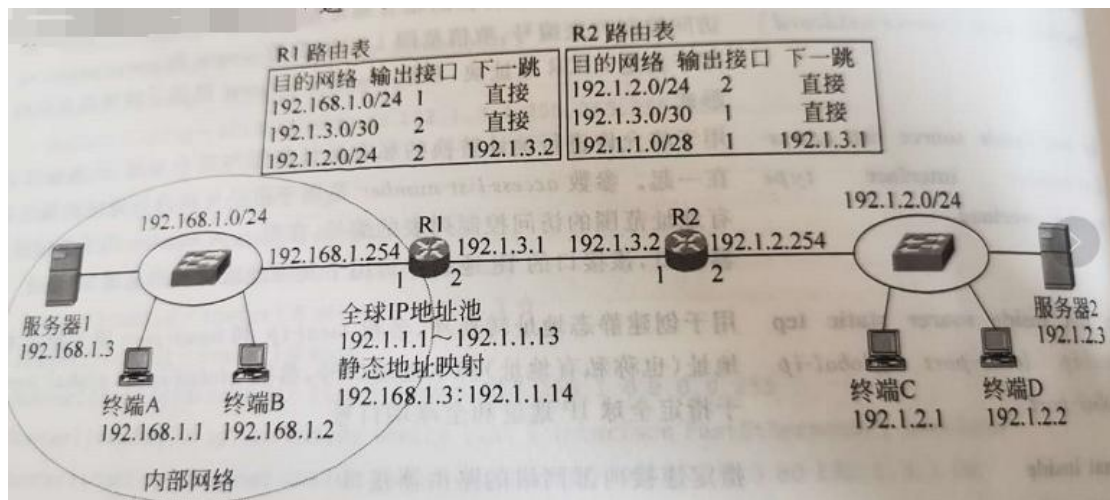 R1 路由表
目的网络 输出接口 下一跳
192.168.1.0/24 1 直接
192.1.3.0/30 2 直接
192.1.2.0/24 2 192.1.3.2
R2 路由表
目的网络 输出接口 下一跳
192.1.2.0/24 2 直接
192.1.3.0/30 1 直接
192.1.1.0/28 1 192.1.3.1
192.168.1.0/24
R1
R2
192.1.2.0/24
192.168.1.254
192.1.3.1
192.1.3.2
192.1.2.254
1
2
1
2
服务器1
192.168.1.3
全球IP地址池
192.1.1.1~192.1.1.13
静态地址映射
192.168.1.3:192.1.1.14
服务器2
192.1.2.3
终端A
192.168.1.1
终端B
192.168.1.2
终端C
192.1.2.1
终端D
192.1.2.2
内部网络